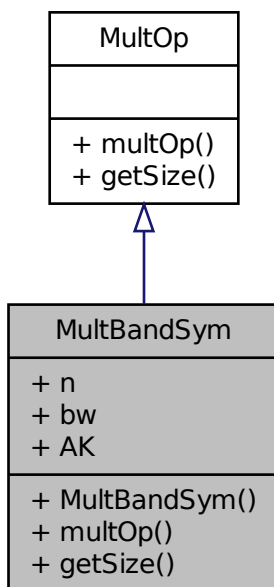 MultOp
+ multOp()
+ getSize()
MultBandSym
+ n
+ bw
+ AK
+ MultBandSym()
+ multOp()
+ getSize()